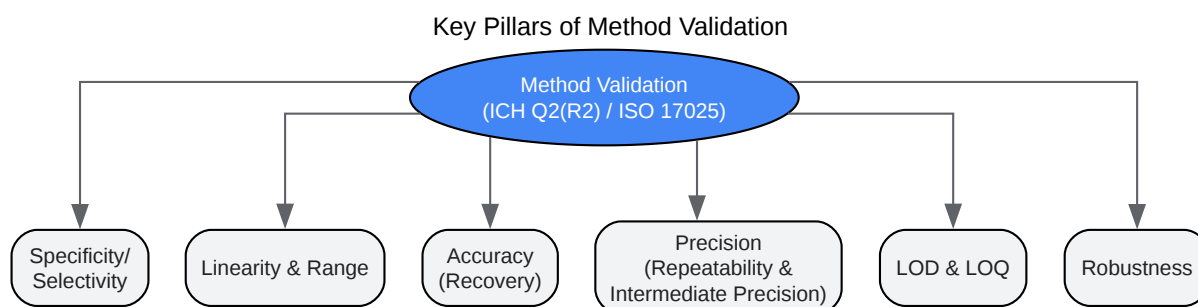 Key Pillars of Method Validation
Method Validation
(ICH Q2(R2) / ISO 17025)
Specificity/
Selectivity
Linearity & Range
Accuracy
(Recovery)
Precision
(Repeatability &
Intermediate Precision)
LOD & LOQ
Robustness